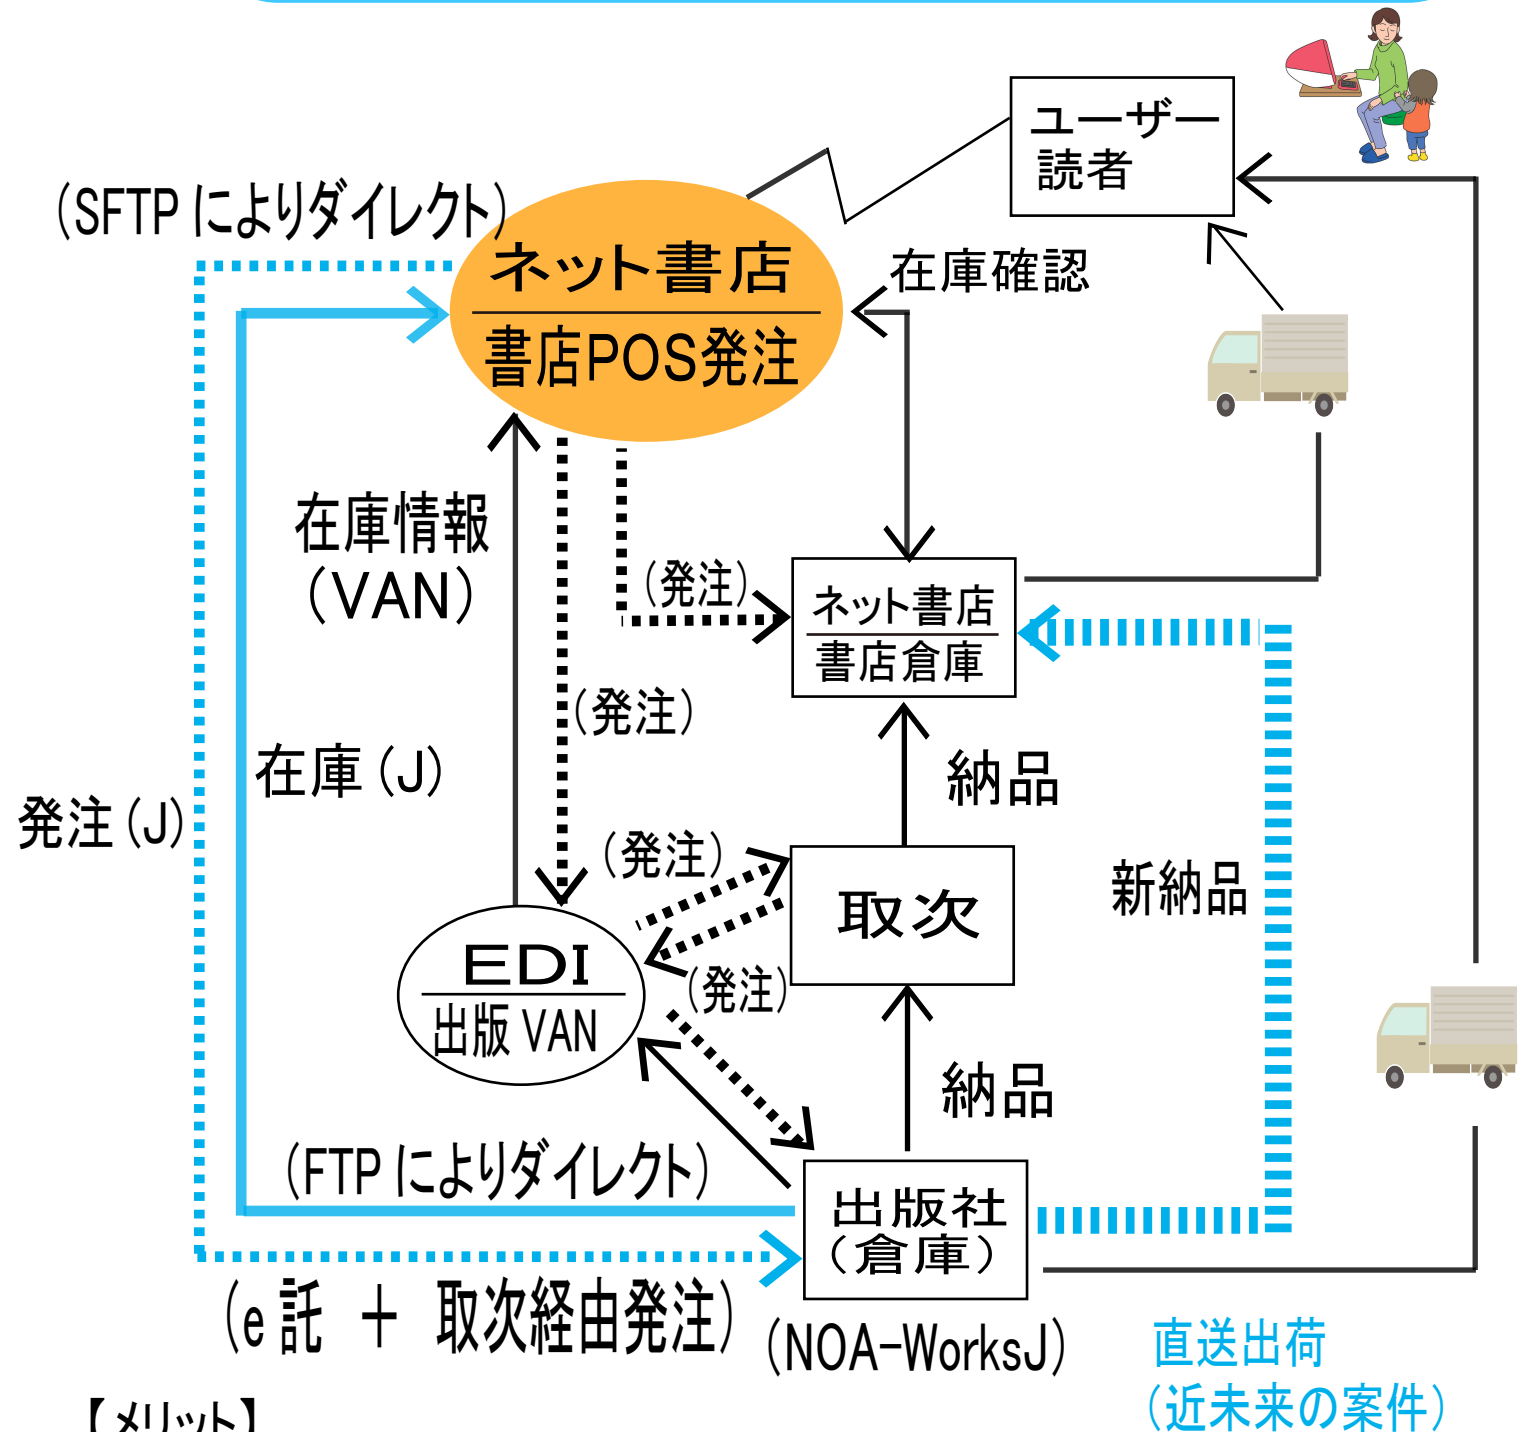 ユーザー
読者
（SFTPによりダイレクト）
ネット書店
書店POS発注
在庫確認
在庫情報
（VAN）
（発注）
ネット書店
書店倉庫
（発注）
在庫（J）
納品
発注（J）
（発注）
取次
新納品
EDI
出版VAN
（発注）
納品
（FTPによりダイレクト）
出版社
（倉庫）
（e託　＋　取次経由発注）
（NOA-WorksJ）
直送出荷
（近未来の案件）
【メリット】